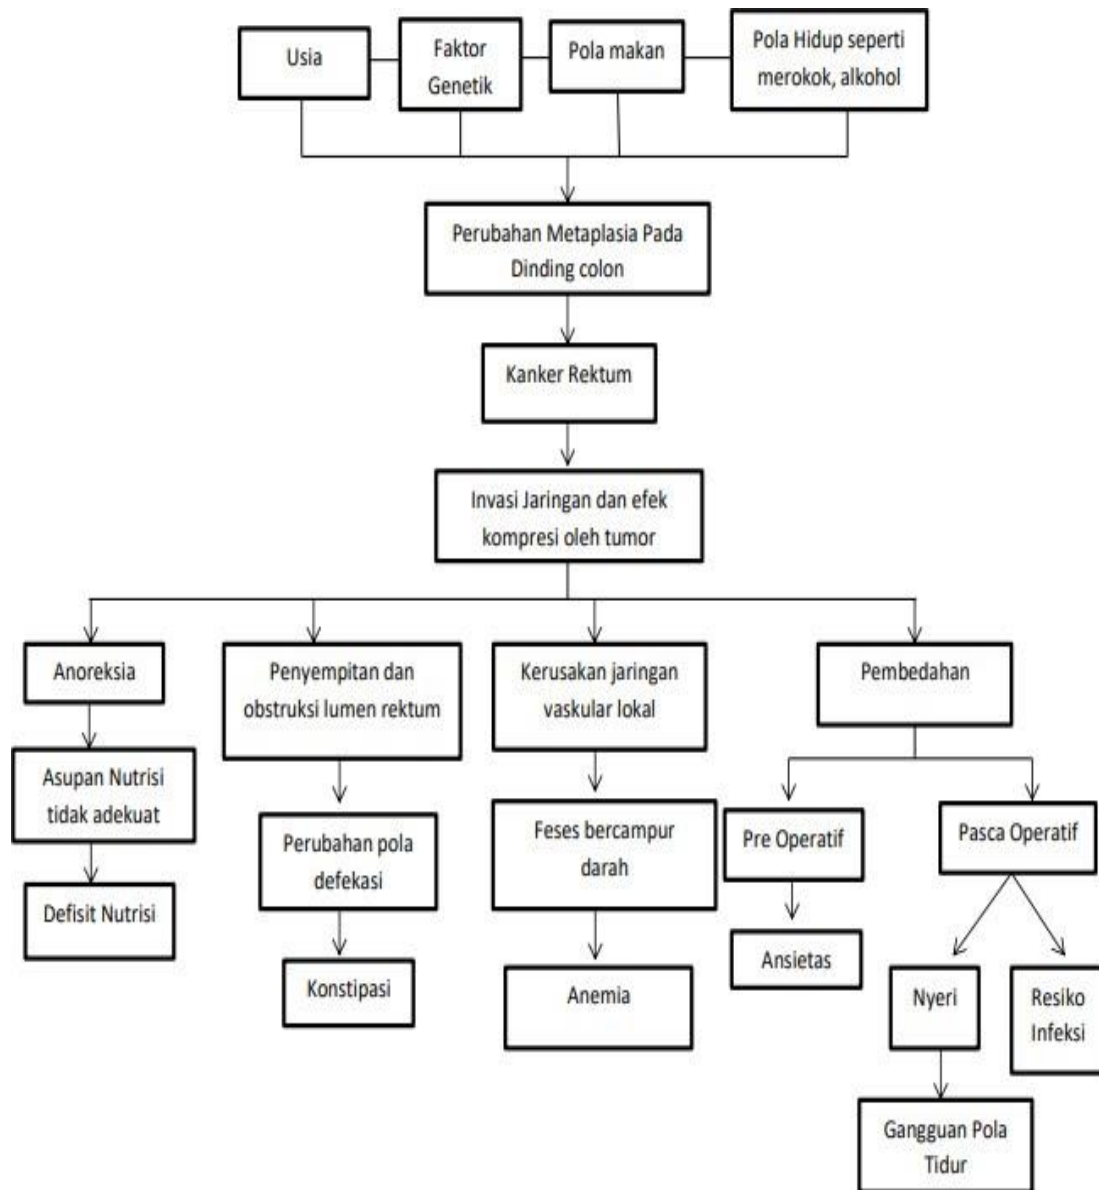 Usia
Faktor
Genetik
Pola makan
Pola Hidup seperti
merokok, alkohol
Perubahan Metaplasia Pada
Dinding colon
Kanker Rektum
Invasi Jaringan dan efek
kompresi oleh tumor
Anoreksia
Penyempitan dan
obstruksi lumen rektum
Kerusakan jaringan
vaskular lokal
Pembedahan
Asupan Nutrisi
tidak adekuat
Perubahan pola
defekasi
Feses bercampur
darah
Pre Operatif
Pasca Operatif
Defisit Nutrisi
Konstipasi
Anemia
Ansietas
Nyeri
Resiko
Infeksi
Gangguan Pola
Tidur